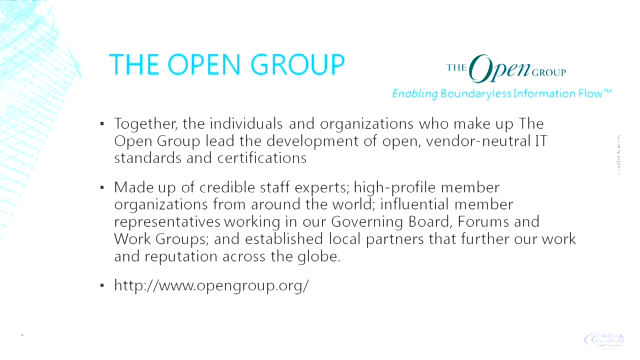 THE OPEN GROUP
THE Open GROUP
Enabling Boundaryless Information Flow™
▪ Together, the individuals and organizations who make up The
Open Group lead the development of open, vendor-neutral IT
standards and certifications
▪ Made up of credible staff experts; high-profile member
organizations from around the world; influential member
representatives working in our Governing Board, Forums and
Work Groups; and established local partners that further our work
and reputation across the globe.
▪ http://www.opengroup.org/